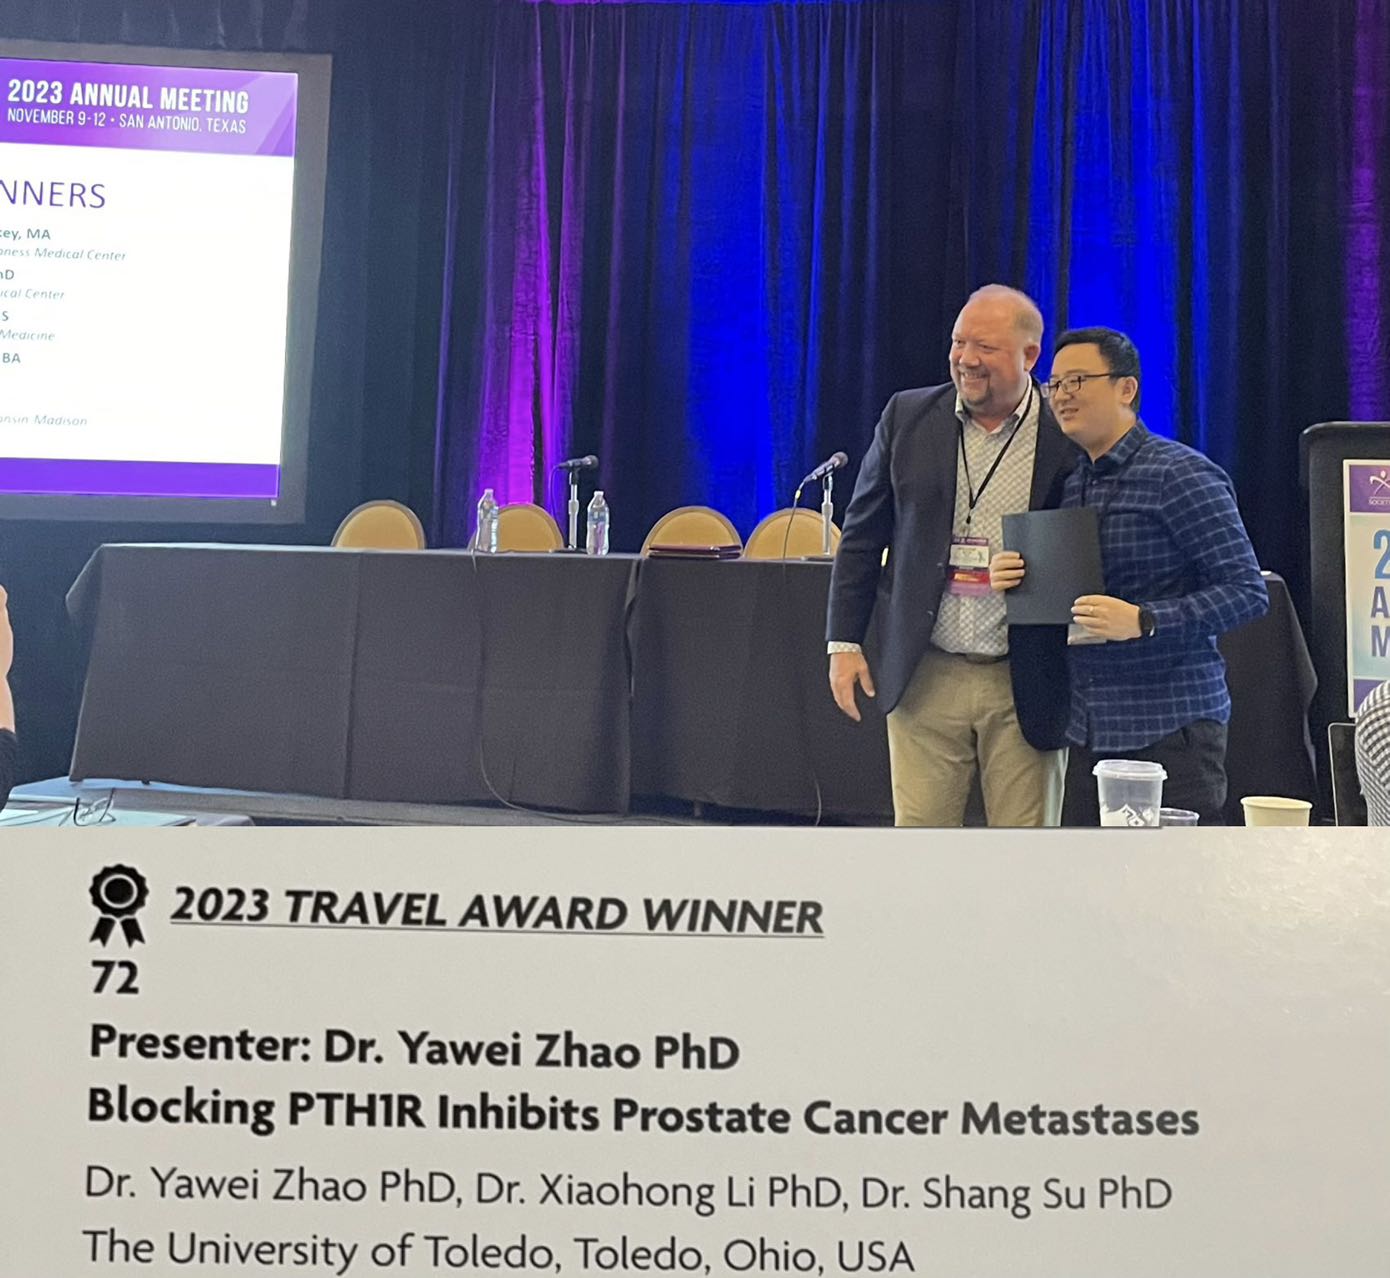 2023 ANNUAL MEETING
NOVEMBER 9-12 • SAN ANTONIO, TEXAS
NNERS
key, MA
oness Medical Center
hD
ical Center
S
Medicine
BA
onsin Madison
2
A
M
2023 TRAVEL AWARD WINNER
72
Presenter: Dr. Yawei Zhao PhD
Blocking PTH1R Inhibits Prostate Cancer Metastases
Dr. Yawei Zhao PhD, Dr. Xiaohong Li PhD, Dr. Shang Su PhD
The University of Toledo, Toledo, Ohio, USA